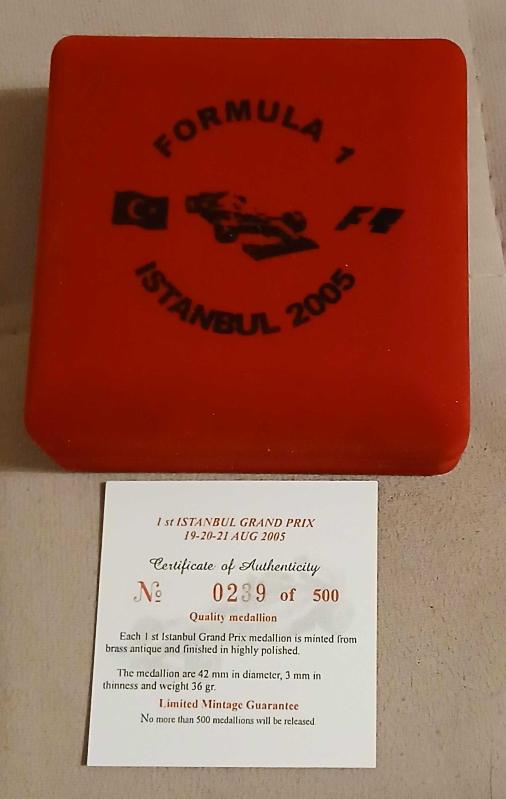 FORMULA 1
F1
ISTANBUL 2005
1 st ISTANBUL GRAND PRIX
19-20-21 AUG 2005
Certificate of Authenticity
№ 0239 of 500
Quality medallion
Each 1 st Istanbul Grand Prix medallion is minted from
brass antique and finished in highly polished.
The medallion are 42 mm in diameter, 3 mm in
thinness and weight 36 gr.
Limited Mintage Guarantee
No more than 500 medallions will be released